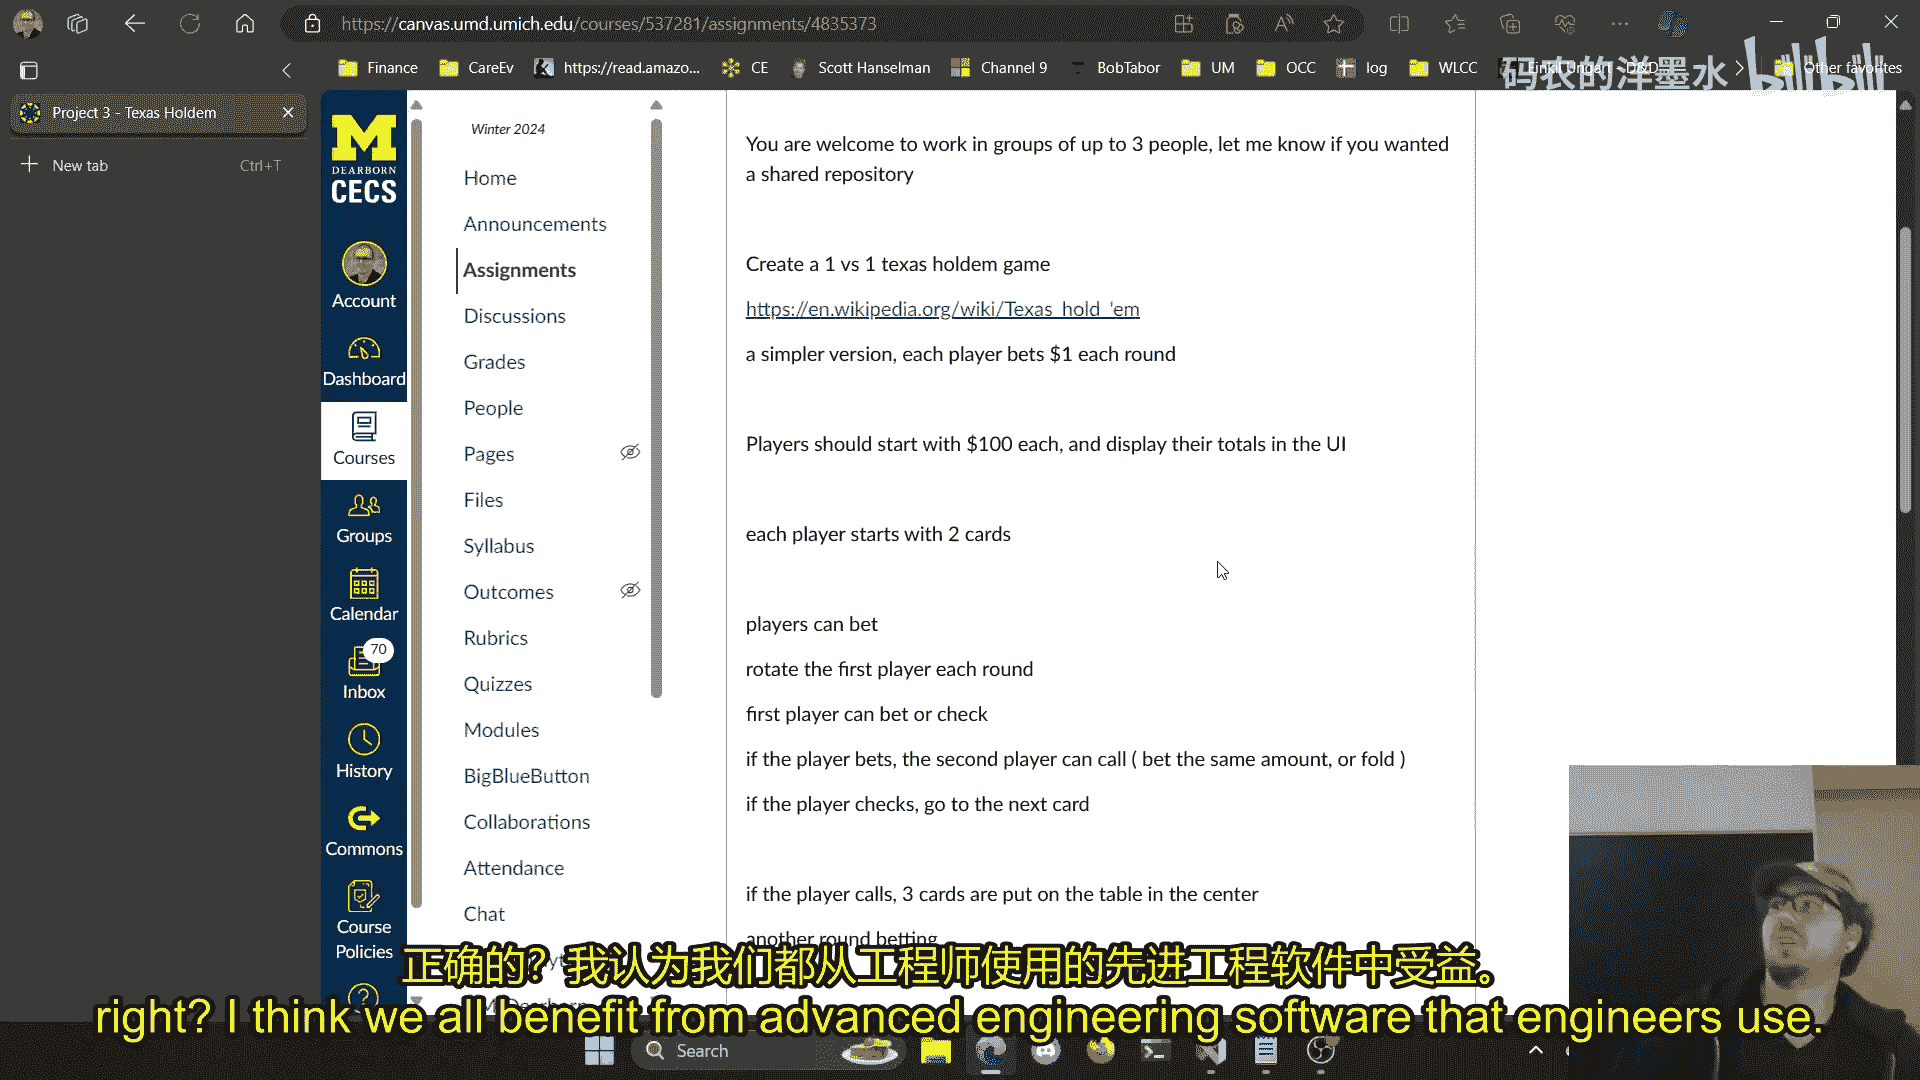 https://canvas.umd.umich.edu/courses/537281/assignments/4835373
Finance
CareEv
https://read.amazo...
CE
Scott Hanselman
Channel 9
BobTabor
UM
OCC
log
WLCC
Other favorites
码农的洋墨水
bilibili
Project 3 - Texas Holdem
New tab
Ctrl+T
M
DEARBORN
CECS
Account
Dashboard
Courses
Groups
Calendar
70
Inbox
History
Commons
Course
Policies
Winter 2024
Home
Announcements
Assignments
Discussions
Grades
People
Pages
Files
Syllabus
Outcomes
Rubrics
Quizzes
Modules
BigBlueButton
Collaborations
Attendance
Chat
You are welcome to work in groups of up to 3 people, let me know if you wanted
a shared repository
Create a 1 vs 1 texas holdem game
https://en.wikipedia.org/wiki/Texas_hold_'em
a simpler version, each player bets $1 each round
Players should start with $100 each, and display their totals in the UI
each player starts with 2 cards
players can bet
rotate the first player each round
first player can bet or check
if the player bets, the second player can call ( bet the same amount, or fold )
if the player checks, go to the next card
if the player calls, 3 cards are put on the table in the center
another round betting
正确的？我认为我们都从工程师使用的先进工程软件中受益。
right? I think we all benefit from advanced engineering software that engineers use.
Search